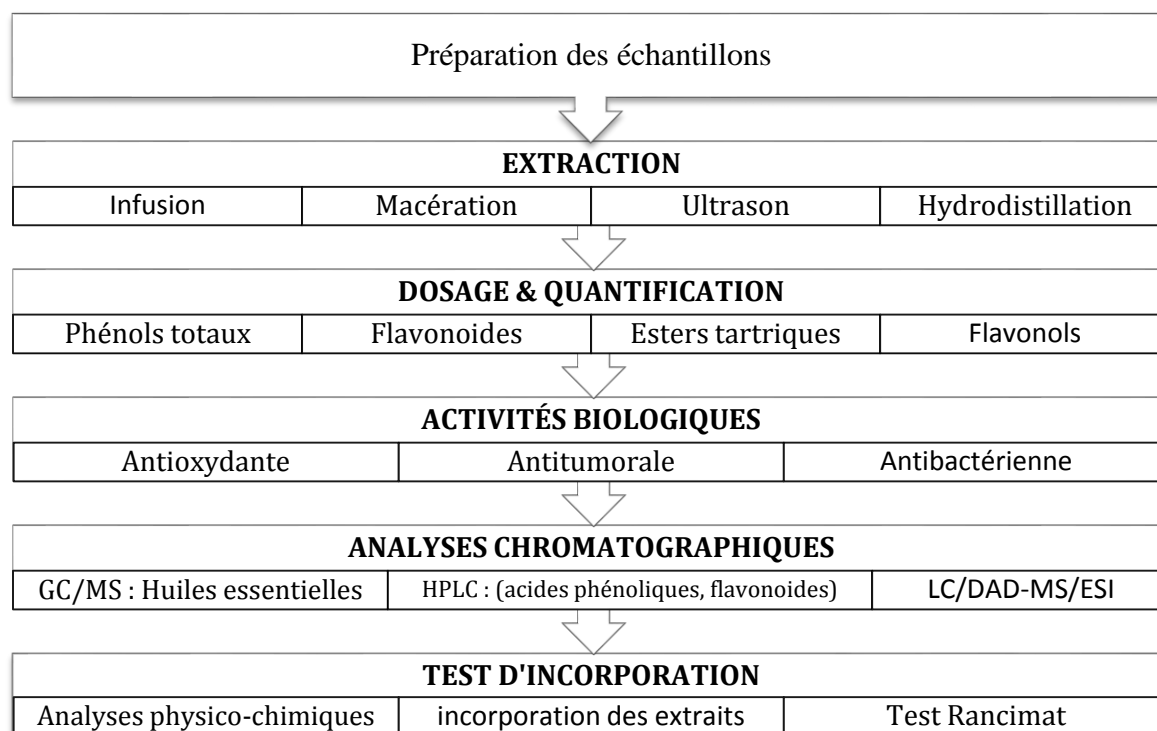 Préparation des échantillons
EXTRACTION
Infusion Macération Ultrason Hydrodistillation
DOSAGE & QUANTIFICATION
Phénols totaux Flavonoides Esters tartriques Flavonols
ACTIVITÉS BIOLOGIQUES
Antioxydante Antitumorale Antibactérienne
ANALYSES CHROMATOGRAPHIQUES
GC/MS : Huiles essentielles HPLC : (acides phénoliques, flavonoides) LC/DAD-MS/ESI
TEST D'INCORPORATION
Analyses physico-chimiques incorporation des extraits Test Rancimat